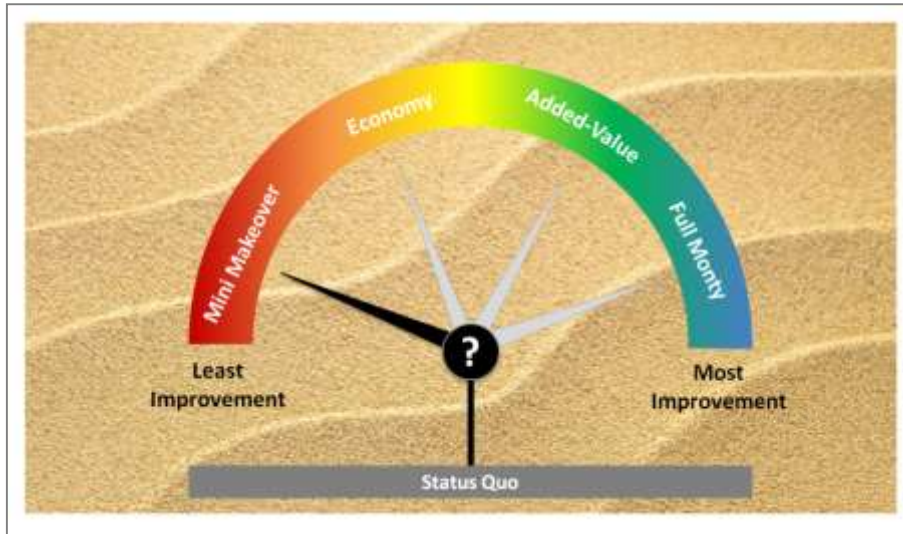 Mini Makeover
Economy
Added-Value
Full Monty
?
Least
Improvement
Most
Improvement
Status Quo